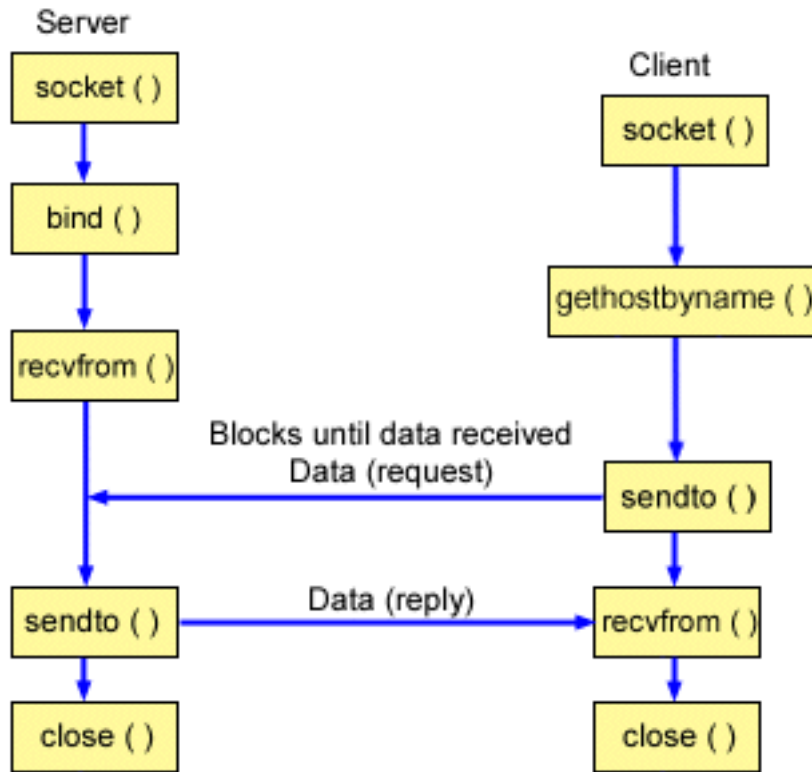 Server
socket ( )
bind ( )
recvfrom ( )
Client
socket ( )
gethostbyname ( )
Blocks until data received
Data (request)
sendto ( )
sendto ( )
Data (reply)
recvfrom ( )
close ( )
close ( )